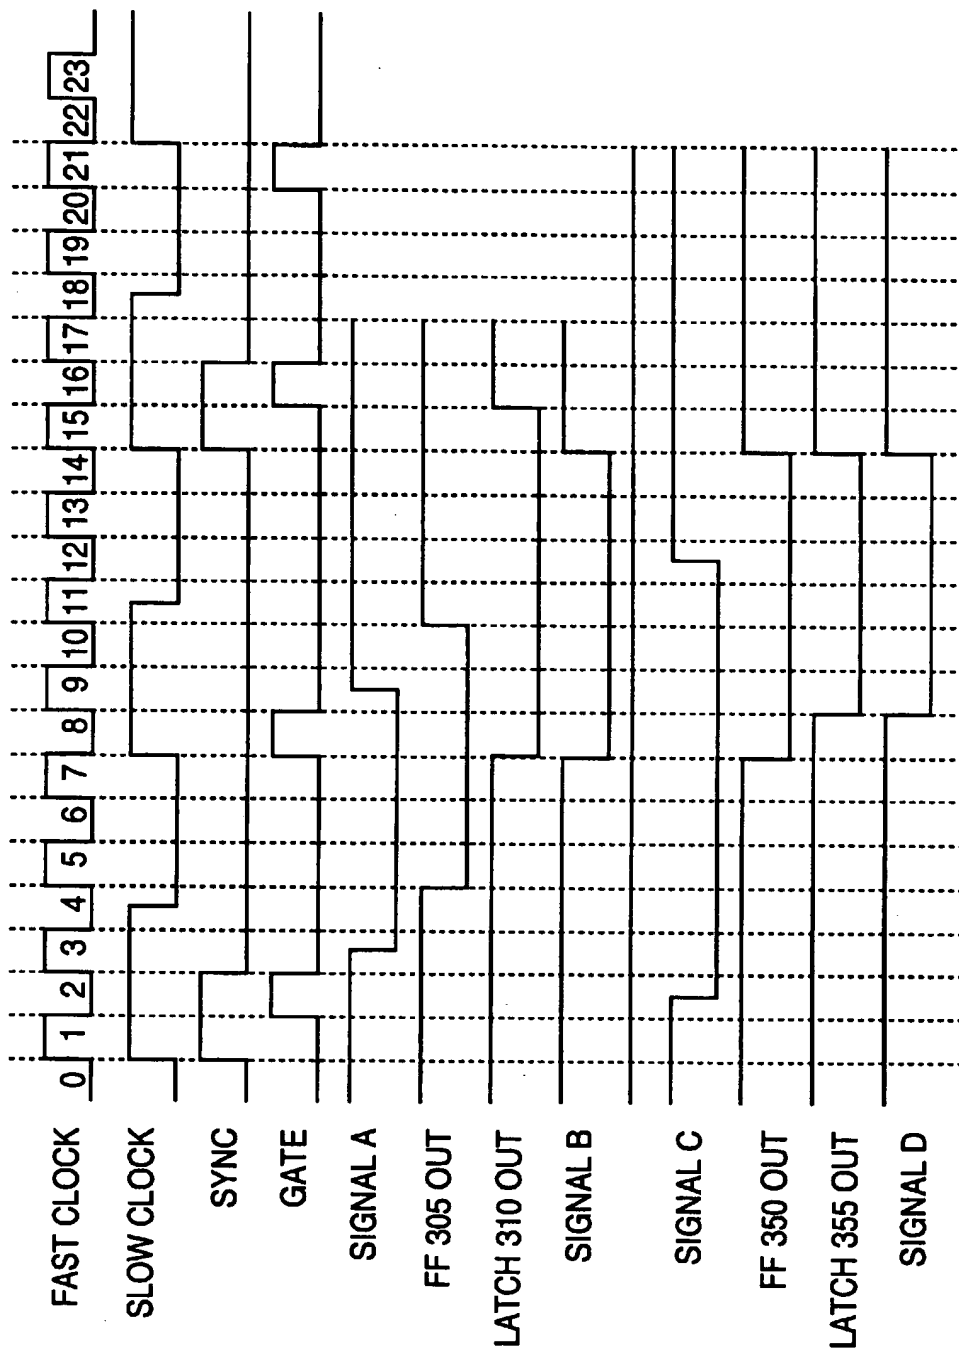 FAST CLOCK
0 1 2 3 4 5 6 7 8 9 10 11 12 13 14 15 16 17 18 19 20 21 22 23
SLOW CLOCK
SYNC
GATE
SIGNAL A
FF 305 OUT
LATCH 310 OUT
SIGNAL B
SIGNAL C
FF 350 OUT
LATCH 355 OUT
SIGNAL D